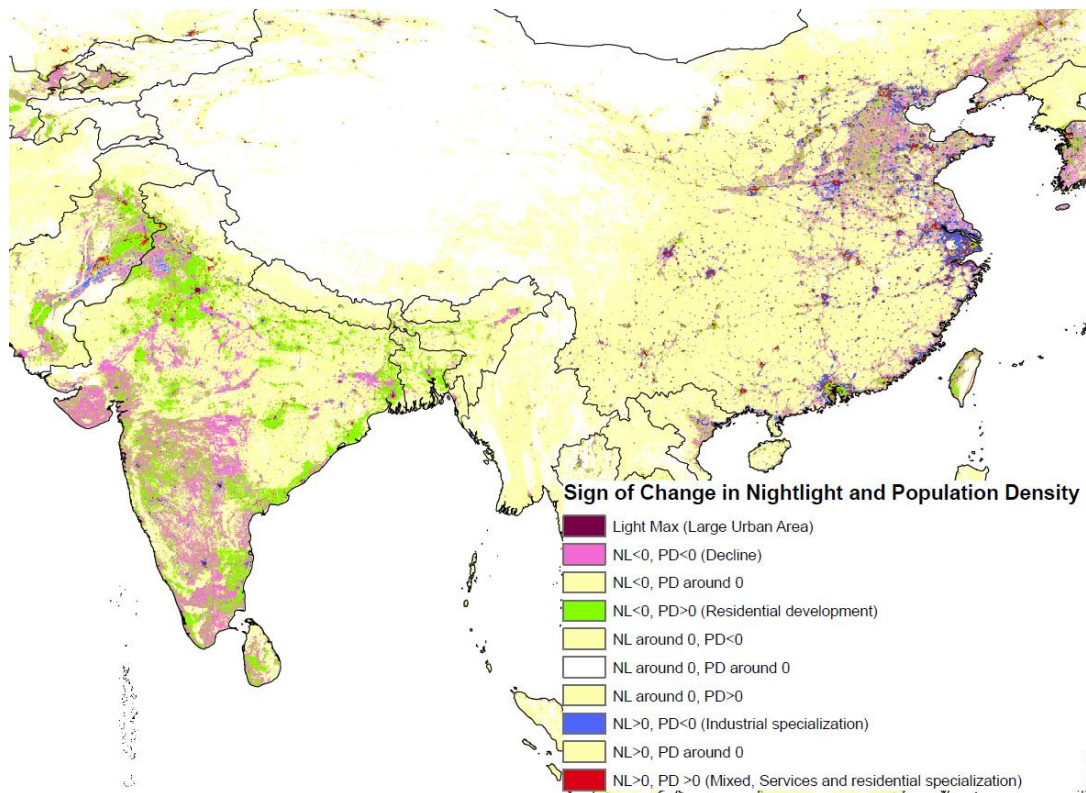 Sign of Change in Nightlight and Population Density
Light Max (Large Urban Area)
NL<0, PD<0 (Decline)
NL<0, PD around 0
NL<0, PD>0 (Residential development)
NL around 0, PD<0
NL around 0, PD around 0
NL around 0, PD>0
NL>0, PD<0 (Industrial specialization)
NL>0, PD around 0
NL>0, PD >0 (Mixed, Services and residential specialization)